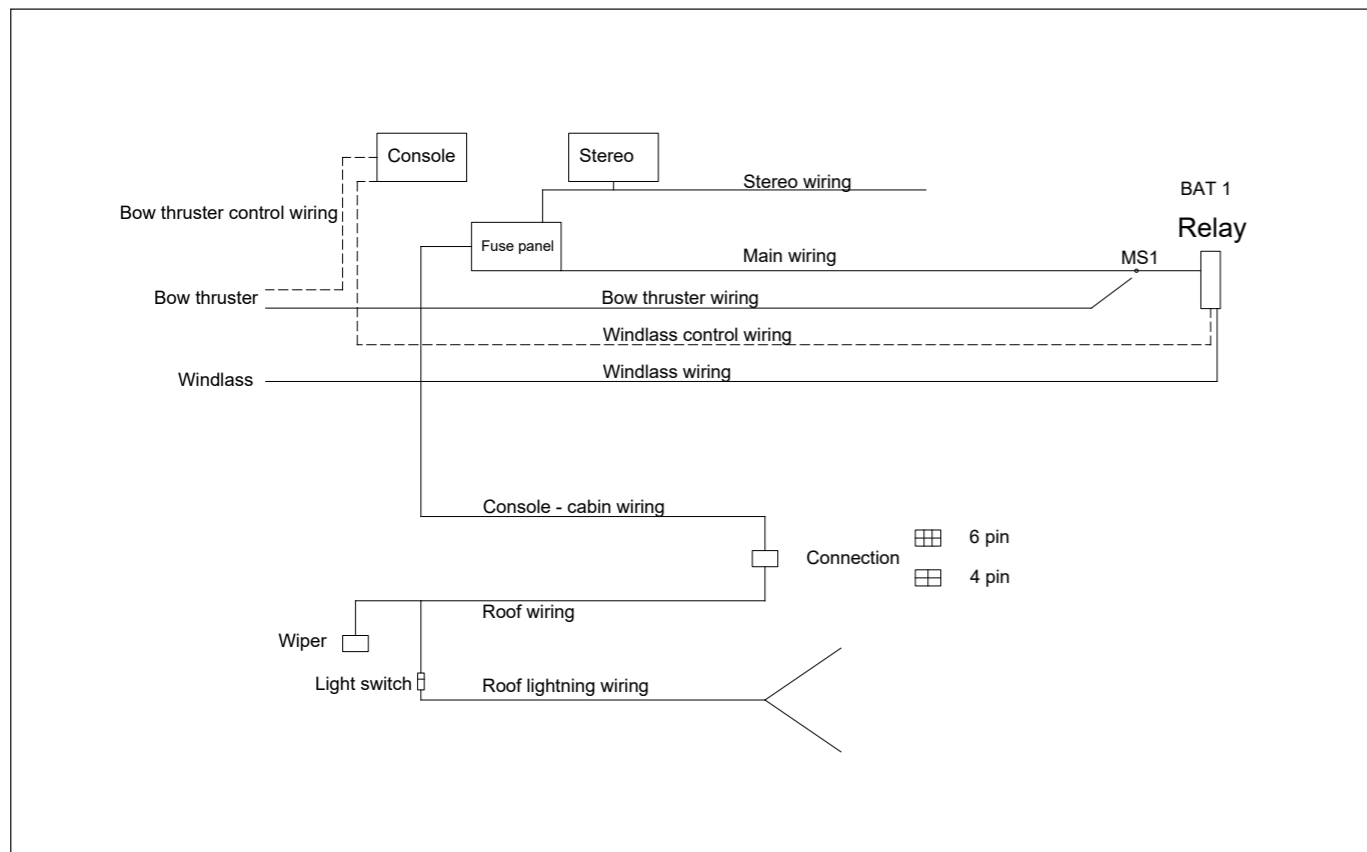 Console
Stereo
Stereo wiring
BAT 1
Bow thruster control wiring
Relay
Fuse panel
Main wiring
MS1
Bow thruster
Bow thruster wiring
Windlass control wiring
Windlass
Windlass wiring
Console - cabin wiring
6 pin
Connection
4 pin
Roof wiring
Wiper
Light switch
Roof lightning wiring